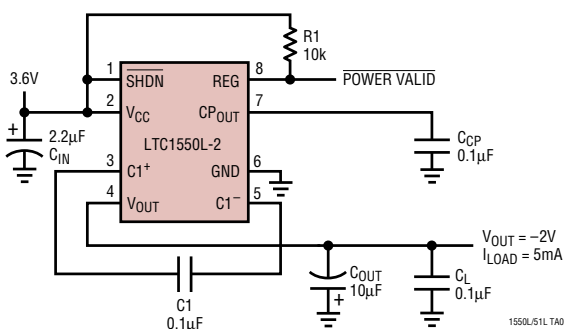 R1
10k
1
SHDN
REG
8
POWER VALID
3.6V
2
VCC
CPOUT
7
+
2.2µF
CIN
LTC1550L-2
CCP
0.1µF
3
C1+
GND
6
4
VOUT
C1–
5
VOUT = –2V
ILOAD = 5mA
COUT
10µF
+
CL
0.1µF
C1
0.1µF
1550L/51L TA0